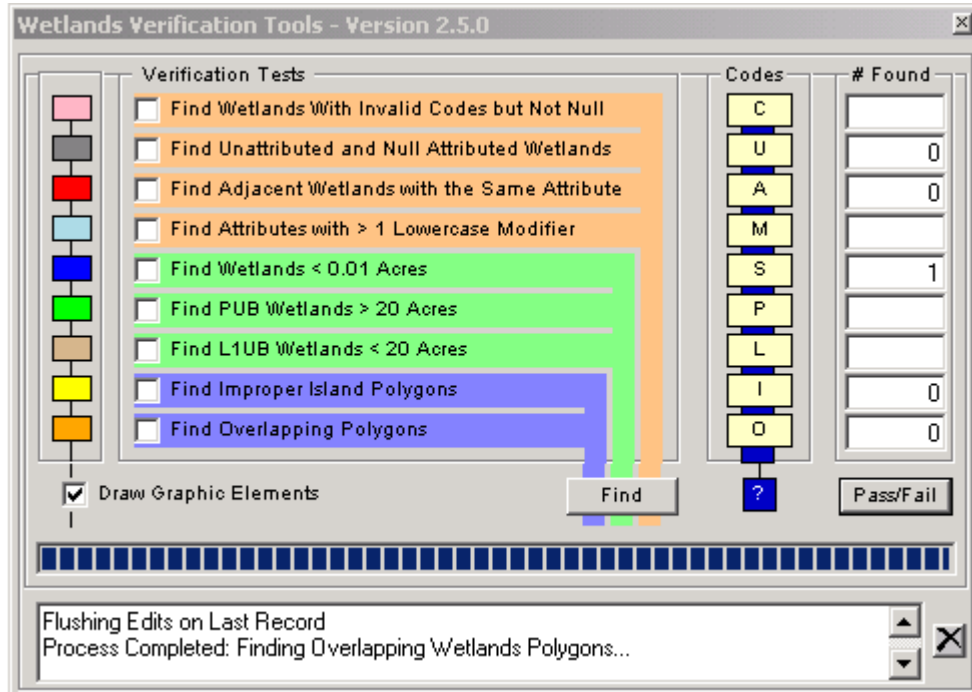 Wetlands Verification Tools - Version 2.5.0
Verification Tests Codes # Found
Find Wetlands With Invalid Codes but Not Null C
Find Unattributed and Null Attributed Wetlands U 0
Find Adjacent Wetlands with the Same Attribute A 0
Find Attributes with > 1 Lowercase Modifier M
Find Wetlands < 0.01 Acres S 1
Find PUB Wetlands > 20 Acres P
Find L1UB Wetlands < 20 Acres L
Find Improper Island Polygons I 0
Find Overlapping Polygons O 0
Draw Graphic Elements Find ? Pass/Fail
Flushing Edits on Last Record
Process Completed: Finding Overlapping Wetlands Polygons...